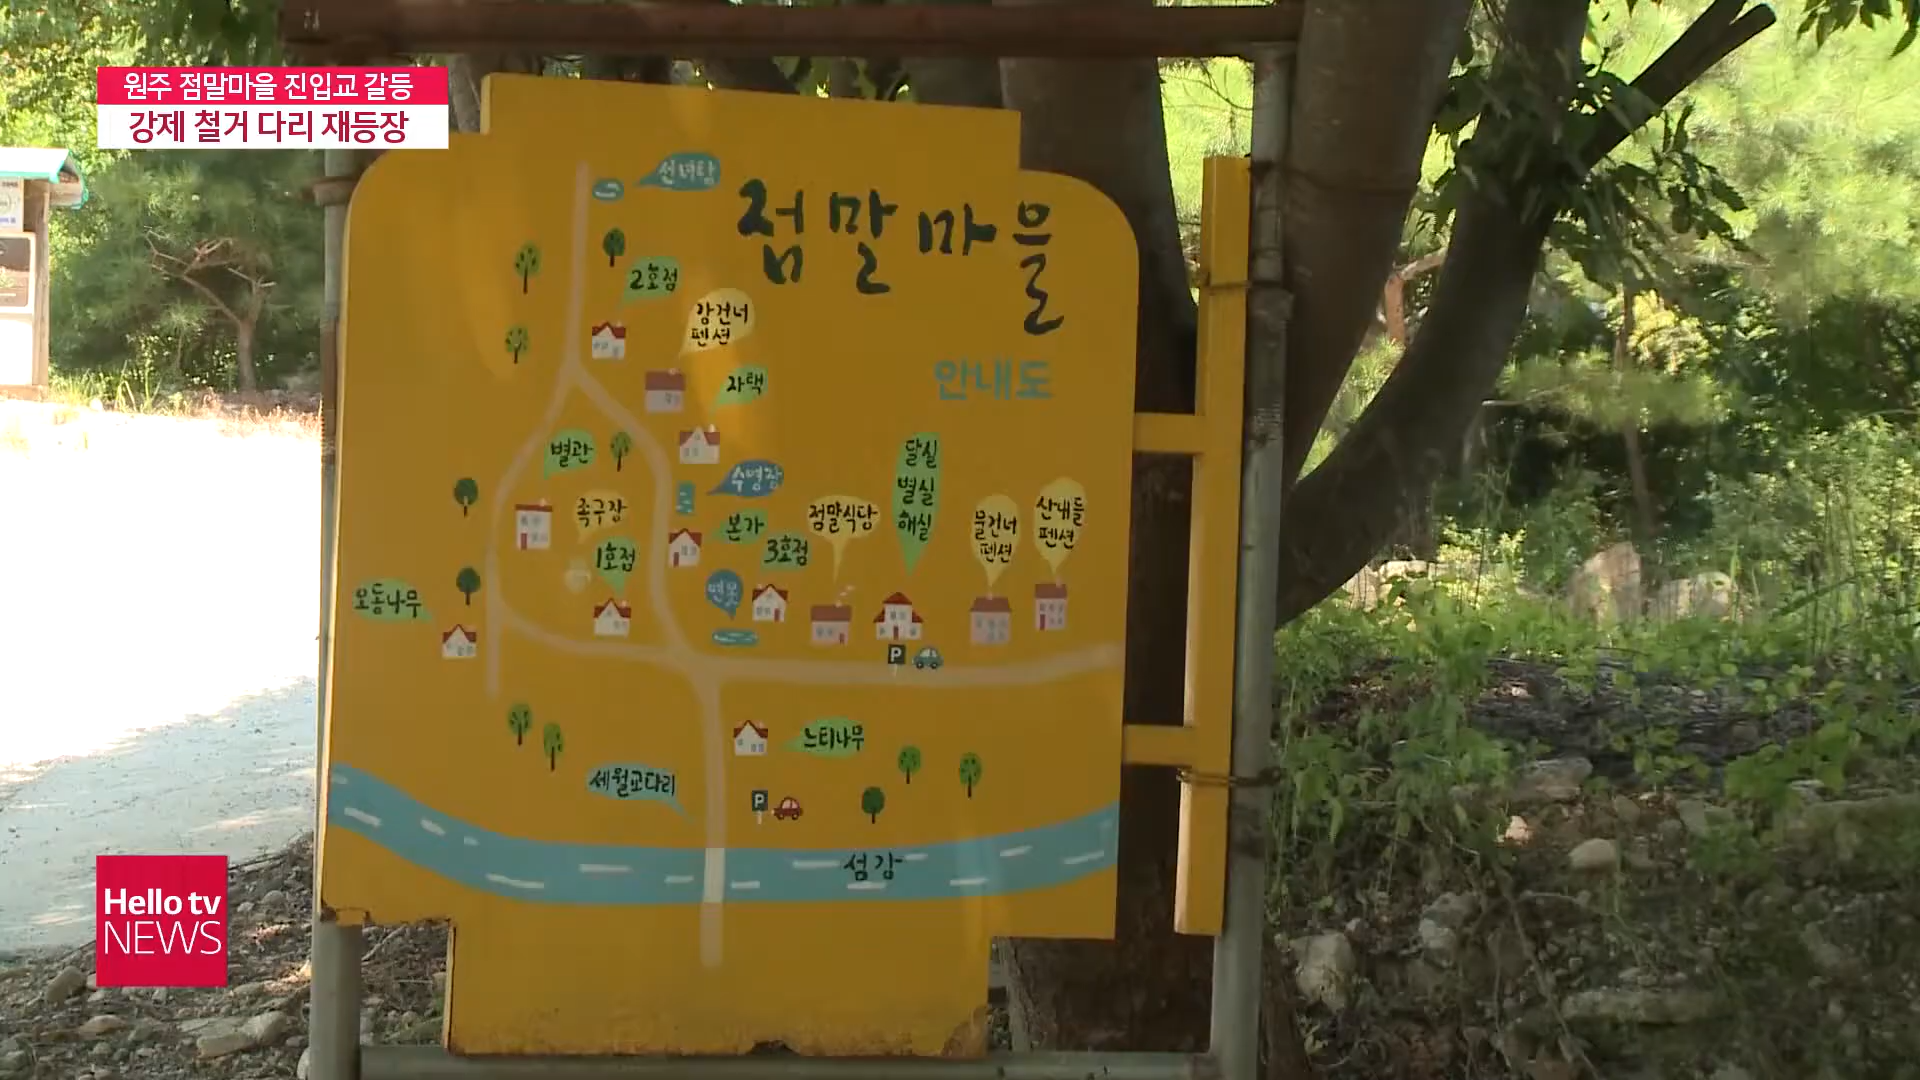 원주 점말마을 진입교 갈등
강제 철거 다리 재등장
선녀탕
점말마을
안내도
2호점
강건너
펜션
자택
별관
수영장
달실
별실
해실
족구장
본가
3호점
점말식당
물건너
펜션
산내들
펜션
1호점
연못
오동나무
P
느티나무
세월교다리
P
섬강
Hello tv
NEWS